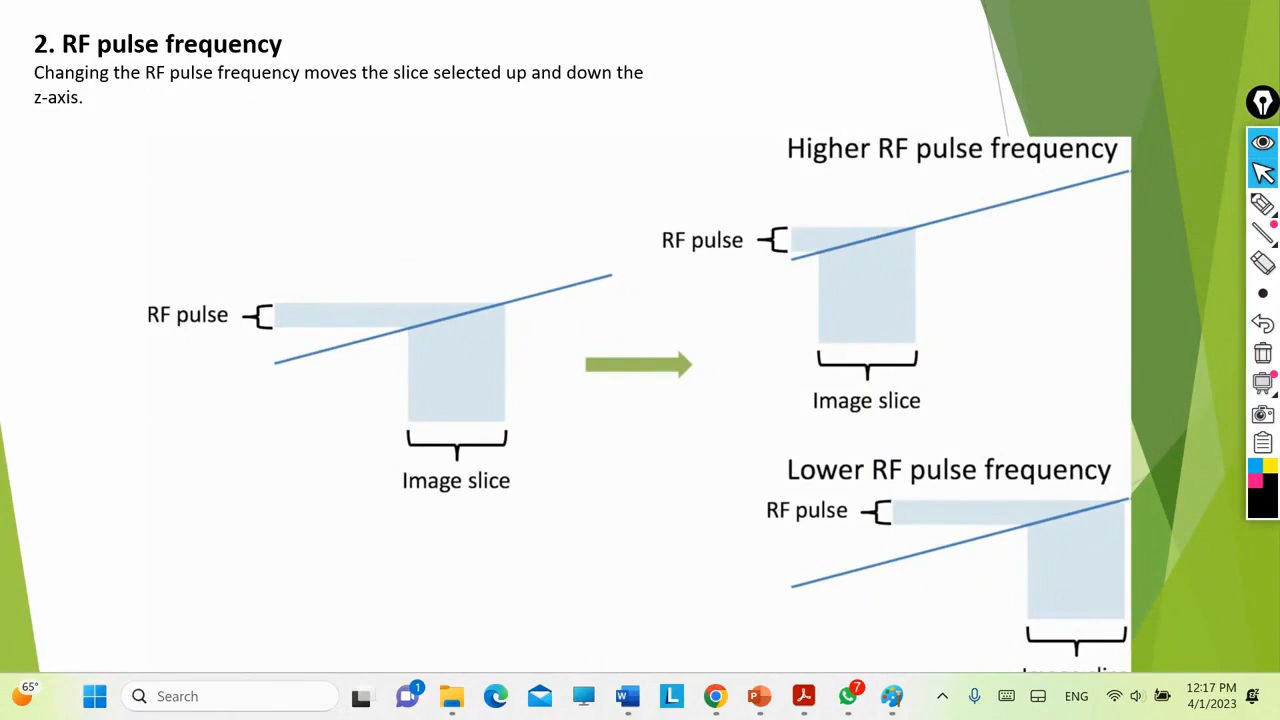 2. RF pulse frequency
Changing the RF pulse frequency moves the slice selected up and down the
z-axis.
Higher RF pulse frequency
RF pulse
Image slice
RF pulse
Image slice
Lower RF pulse frequency
RF pulse
65°
Search
1
7
ENG
12:17 PM
4/1/2023